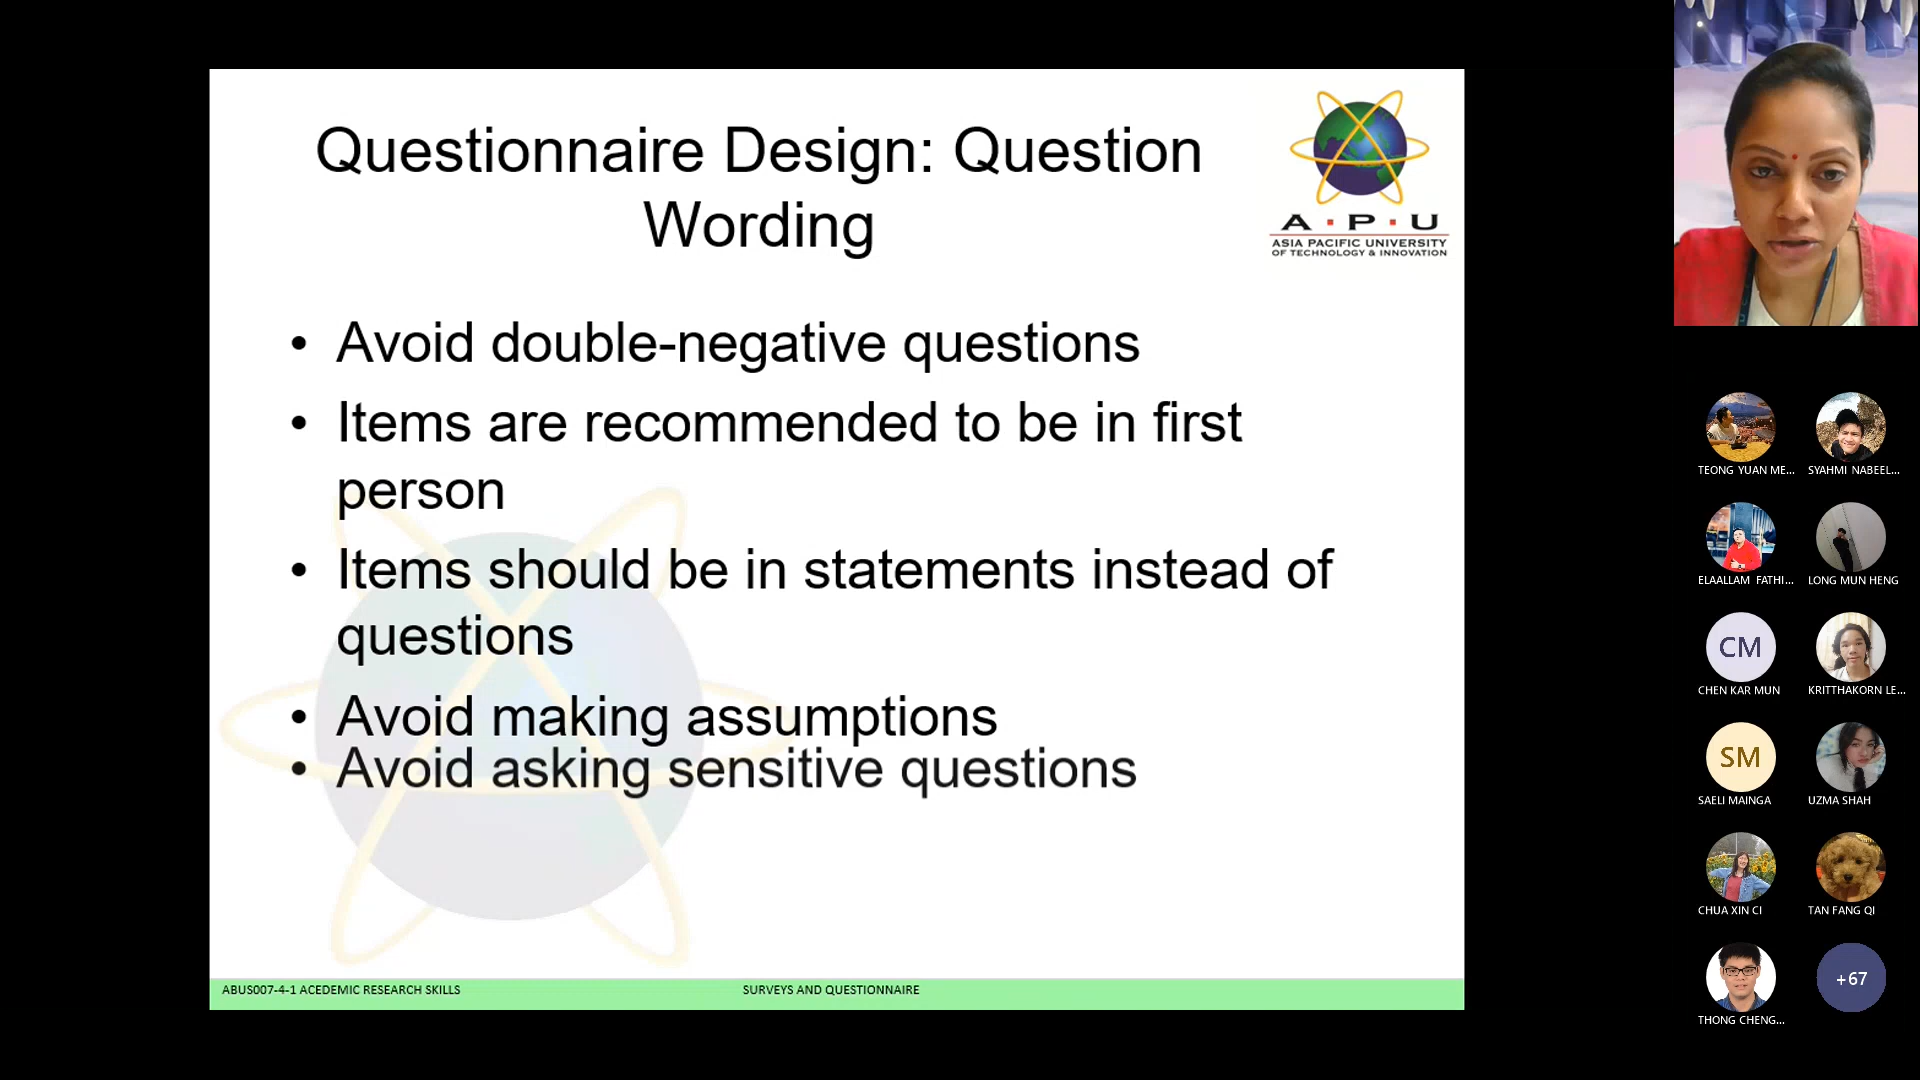 Questionnaire Design: Question
Wording
A · P · U
ASIA PACIFIC UNIVERSITY
OF TECHNOLOGY & INNOVATION
• Avoid double-negative questions
• Items are recommended to be in first
person
• Items should be in statements instead of
questions
• Avoid making assumptions
• Avoid asking sensitive questions
ABUS007-4-1 ACEDEMIC RESEARCH SKILLS
SURVEYS AND QUESTIONNAIRE
TEONG YUAN ME...
SYAHMI NABEEL...
ELAALLAM FATHI...
LONG MUN HENG
CM
CHEN KAR MUN
KRITTHAKORN LE...
SM
SAELI MAINGA
UZMA SHAH
CHUA XIN CI
TAN FANG QI
THONG CHENG...
+67